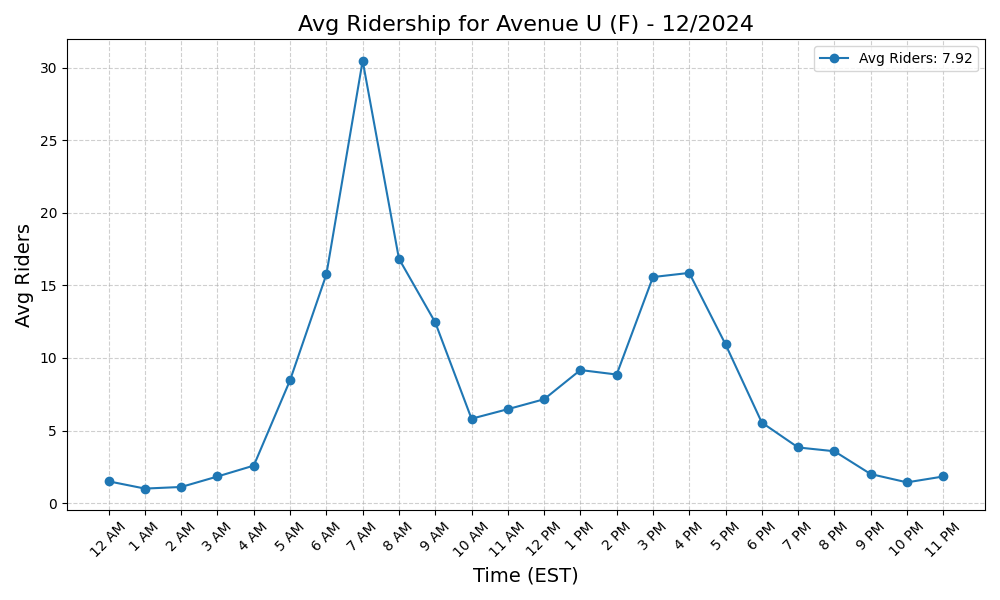 Avg Ridership for Avenue U (F) - 12/2024
Avg Riders: 7.92
Avg Riders
30
25
20
15
10
5
0
12 AM
1 AM
2 AM
3 AM
4 AM
5 AM
6 AM
7 AM
8 AM
9 AM
10 AM
11 AM
12 PM
1 PM
2 PM
3 PM
4 PM
5 PM
6 PM
7 PM
8 PM
9 PM
10 PM
11 PM
Time (EST)